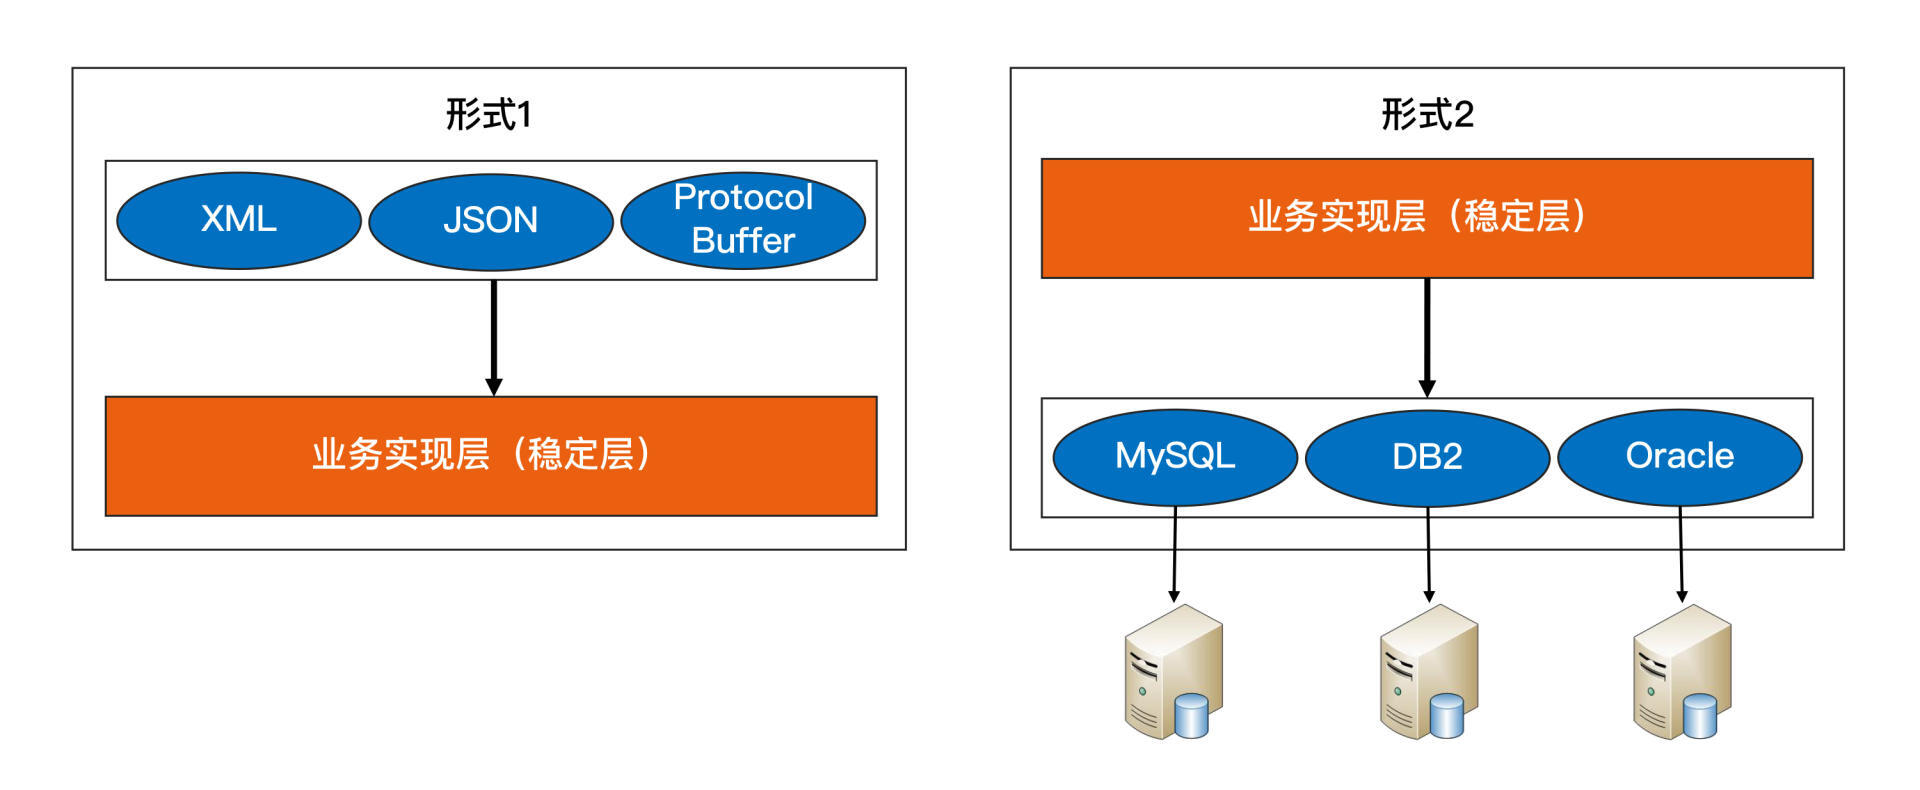 形式1
XML
JSON
Protocol
Buffer
业务实现层（稳定层）
形式2
业务实现层（稳定层）
MySQL
DB2
Oracle